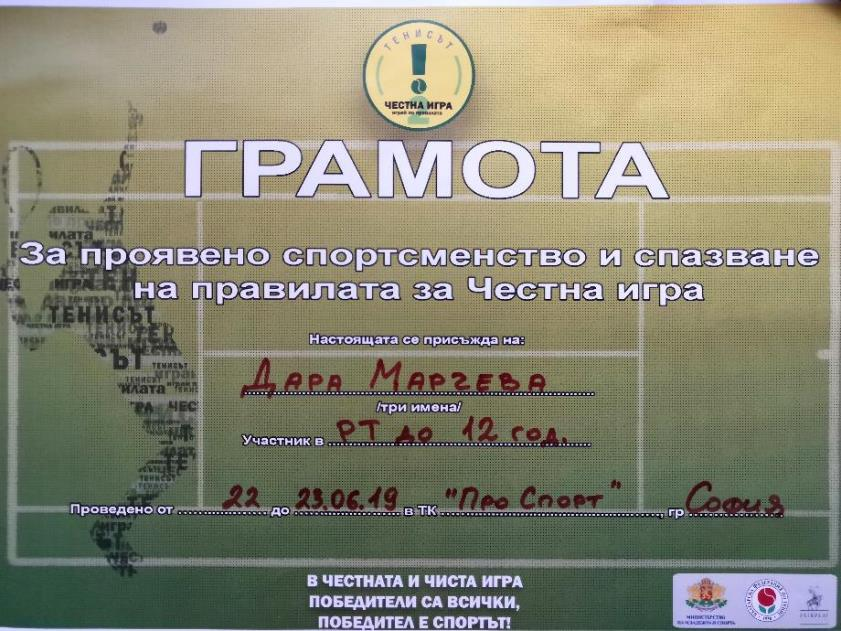 ТЕНИСЪТ
ЧЕСТНА ИГРА
играй по правилата
ГРАМОТА
За проявено спортсменство и спазване
на правилата за Честна игра
Настоящата се присъжда на:
Дара Марчева
/три имена/
Участник в РТ до 12 год.
Проведено от 22 до 23.06.19 в ТК "Про Спорт", гр София
В ЧЕСТНАТА И ЧИСТА ИГРА
ПОБЕДИТЕЛИ СА ВСИЧКИ,
ПОБЕДИТЕЛ Е СПОРТЪТ!
МИНИСТЕРСТВО
НА МЛАДЕЖТА И СПОРТА